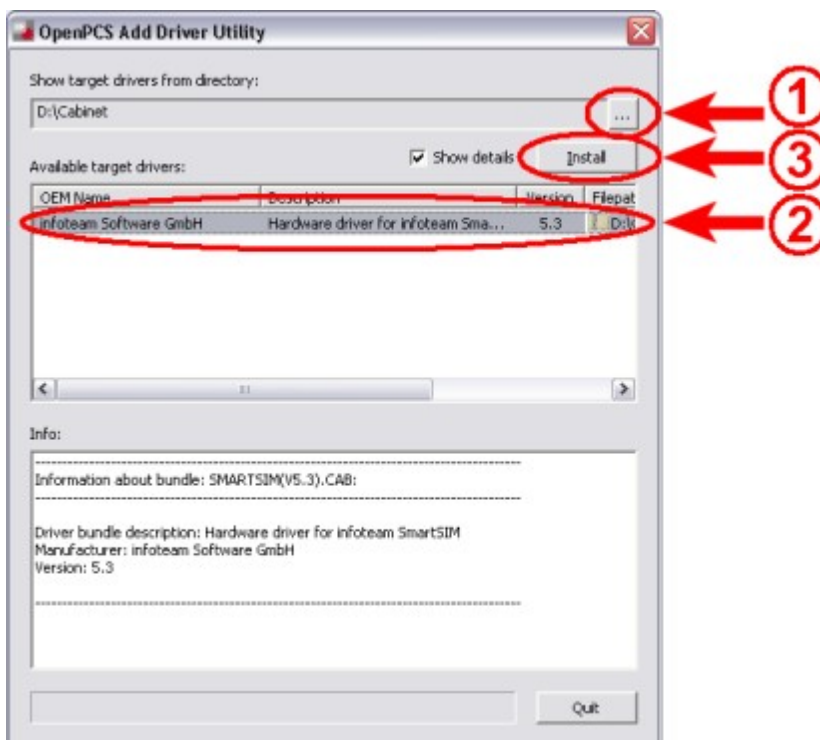 OpenPCS Add Driver Utility
Show target drivers from directory:
D:\Cabinet
...
1
Available target drivers:
Show details
Install
3
OEM Name Description Version Filepat
infoteam Software GmbH Hardware driver for infoteam Sma... 5.3
2
Info:
Information about bundle: SMARTSIM(V5.3).CAB:
Driver bundle description: Hardware driver for infoteam SmartSIM
Manufacturer: infoteam Software GmbH
Version: 5.3
Quit